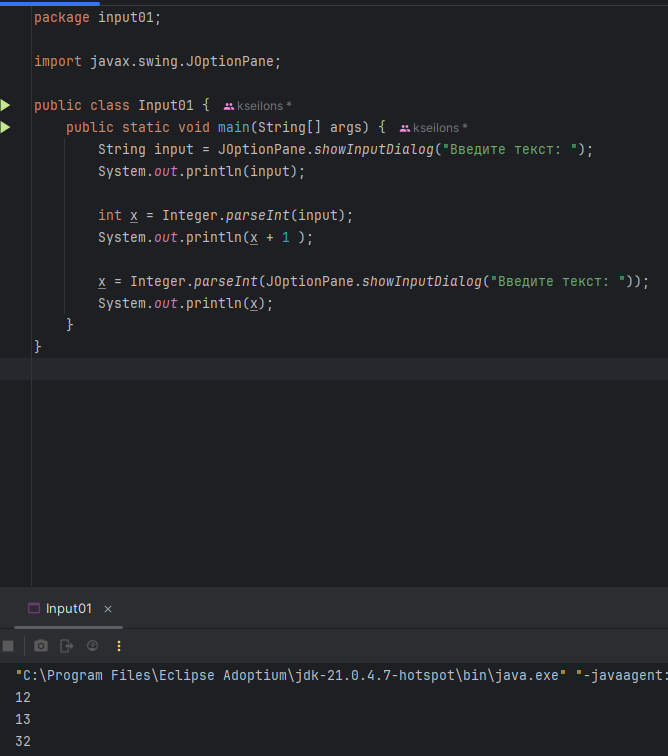 package input01;
import javax.swing.JOptionPane;
public class Input01 { kseilons *
public static void main(String[] args) { kseilons *
String input = JOptionPane.showInputDialog("Введите текст: ");
System.out.println(input);
int x = Integer.parseInt(input);
System.out.println(x + 1 );
x = Integer.parseInt(JOptionPane.showInputDialog("Введите текст: "));
System.out.println(x);
}
}
Input01
"C:\Program Files\Eclipse Adoptium\jdk-21.0.4.7-hotspot\bin\java.exe" "-javaagent:
12
13
32